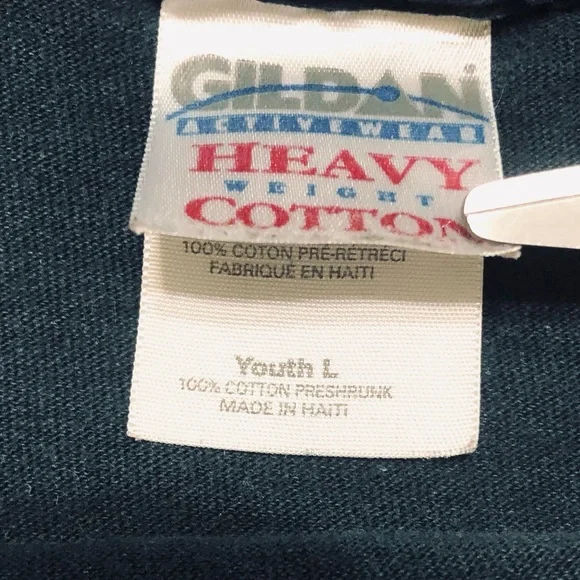 GILDAN®
ACTIVEWEAR
HEAVY
WEIGHT
COTTON
100% COTON PRÉ-RÉTRÉCI
FABRIQUÉ EN HAITI
Youth L
100% COTTON PRESHRUNK
MADE IN HAITI